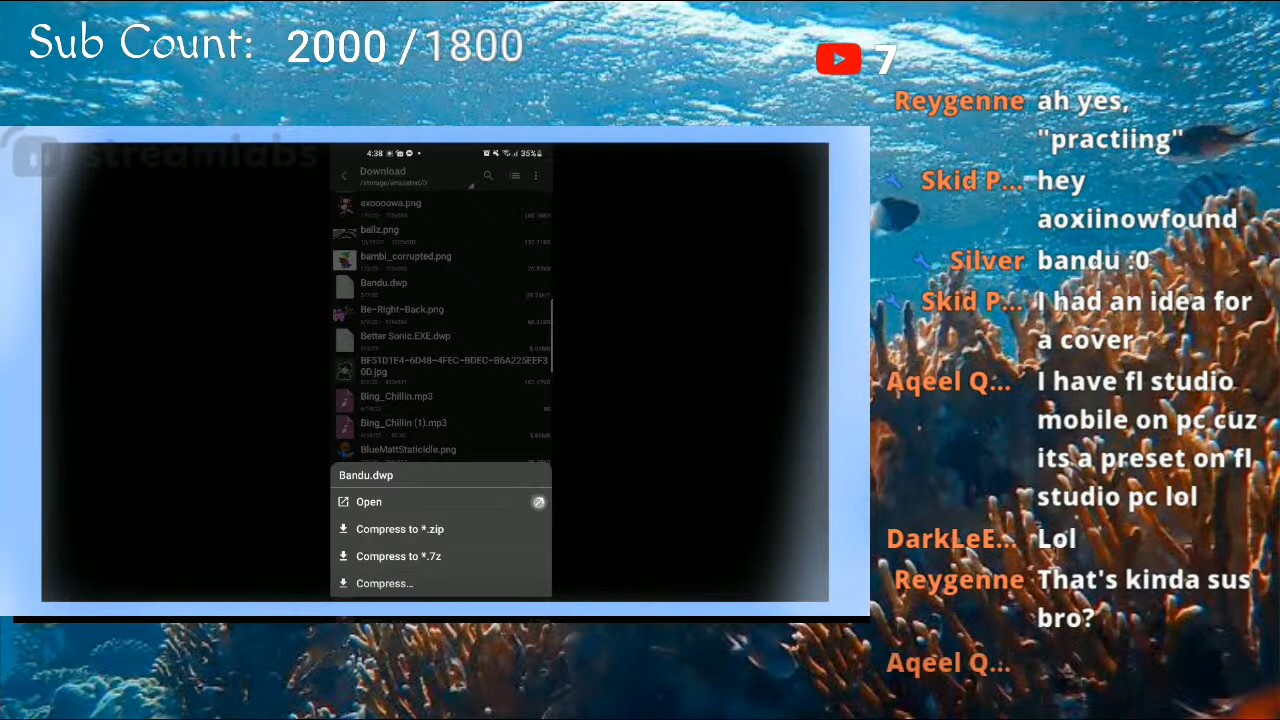 Sub Count: 2000 / 1800
7
streamlabs
4:38
35%
Download
/storage/emulated/0
axoooowa.png
ballz.png
bambi_corrupted.png
Bandu.dwp
Be-Right-Back.png
Better Sonic.EXE.dwp
BF51D1E4-6D48-4FEC-BDEC-B6A225EEF3
0D.jpg
Bing_Chillin.mp3
Bing_Chillin (1).mp3
BlueMattStaticIdle.png
Bandu.dwp
Open
Compress to *.zip
Compress to *.7z
Compress...
Reygenne ah yes,
"practiing"
Skid P... hey
aoxiinowfound
Silver bandu :0
Skid P... I had an idea for
a cover
Aqeel Q... I have fl studio
mobile on pc cuz
its a preset on fl
studio pc lol
DarkLeE... Lol
Reygenne That's kinda sus
bro?
Aqeel Q...